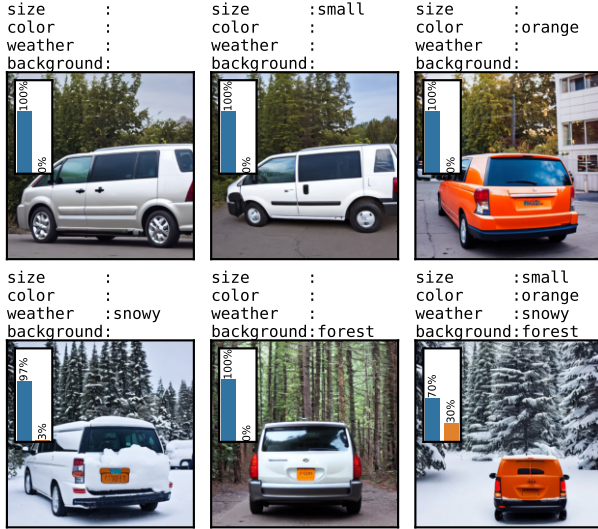 size :
color :
weather :
background:
size :small
color :
weather :
background:
size :
color :orange
weather :
background:
100%
0%
100%
0%
100%
0%
size :
color :
weather :snowy
background:
size :
color :
weather :
background:forest
size :small
color :orange
weather :snowy
background:forest
97%
3%
100%
0%
70%
30%